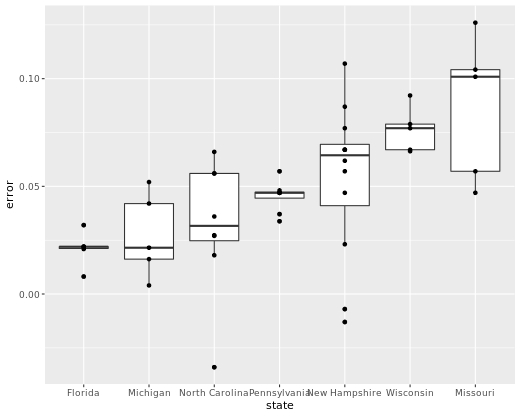 error
0.10
0.05
0.00
Florida Michigan North Carolina Pennsylvania New Hampshire Wisconsin Missouri
state